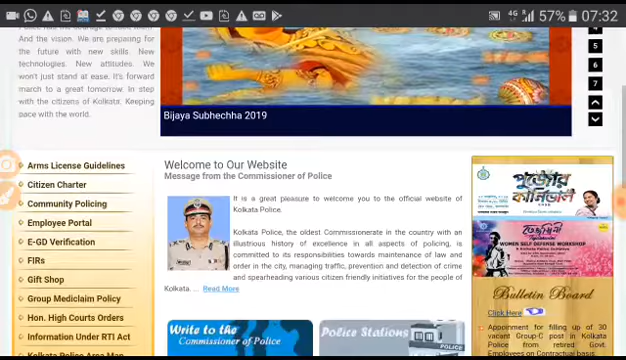 4G
57%
07:32
And the vision. We are preparing for
the future with new skills. New
technologies. New attitudes. We
won't just stand at ease. It's forward
march to a great tomorrow. In step
with the citizens of Kolkata. Keeping
pace with the world.
Bijaya Subhechha 2019
4
5
6
7
Arms License Guidelines
Citizen Charter
Community Policing
Employee Portal
E-GD Verification
FIRs
Gift Shop
Group Mediclaim Policy
Hon. High Courts Orders
Information Under RTI Act
Kolkata Police Area Map
Welcome to Our Website
Message from the Commissioner of Police
It is a great pleasure to welcome you to the official website of
Kolkata Police.
Kolkata Police, the oldest Commissionerate in the country with an
illustrious history of excellence in all aspects of policing, is
committed to its responsibilities towards maintenance of law and
order in the city, managing traffic, prevention and detection of crime
and spearheading various citizen friendly initiatives for the people of
Kolkata. ... Read More
Write to the
Commissioner of Police
Police Stations
পুজোর
কার্নিভাল
তেজস্বিনী
WOMEN SELF DEFENSE WORKSHOP
Bulletin Board
Click Here
Appointment for filling up of 30
vacant Group-C post in Kolkata
Police from retired Govt.
Employees on Contractual basis.